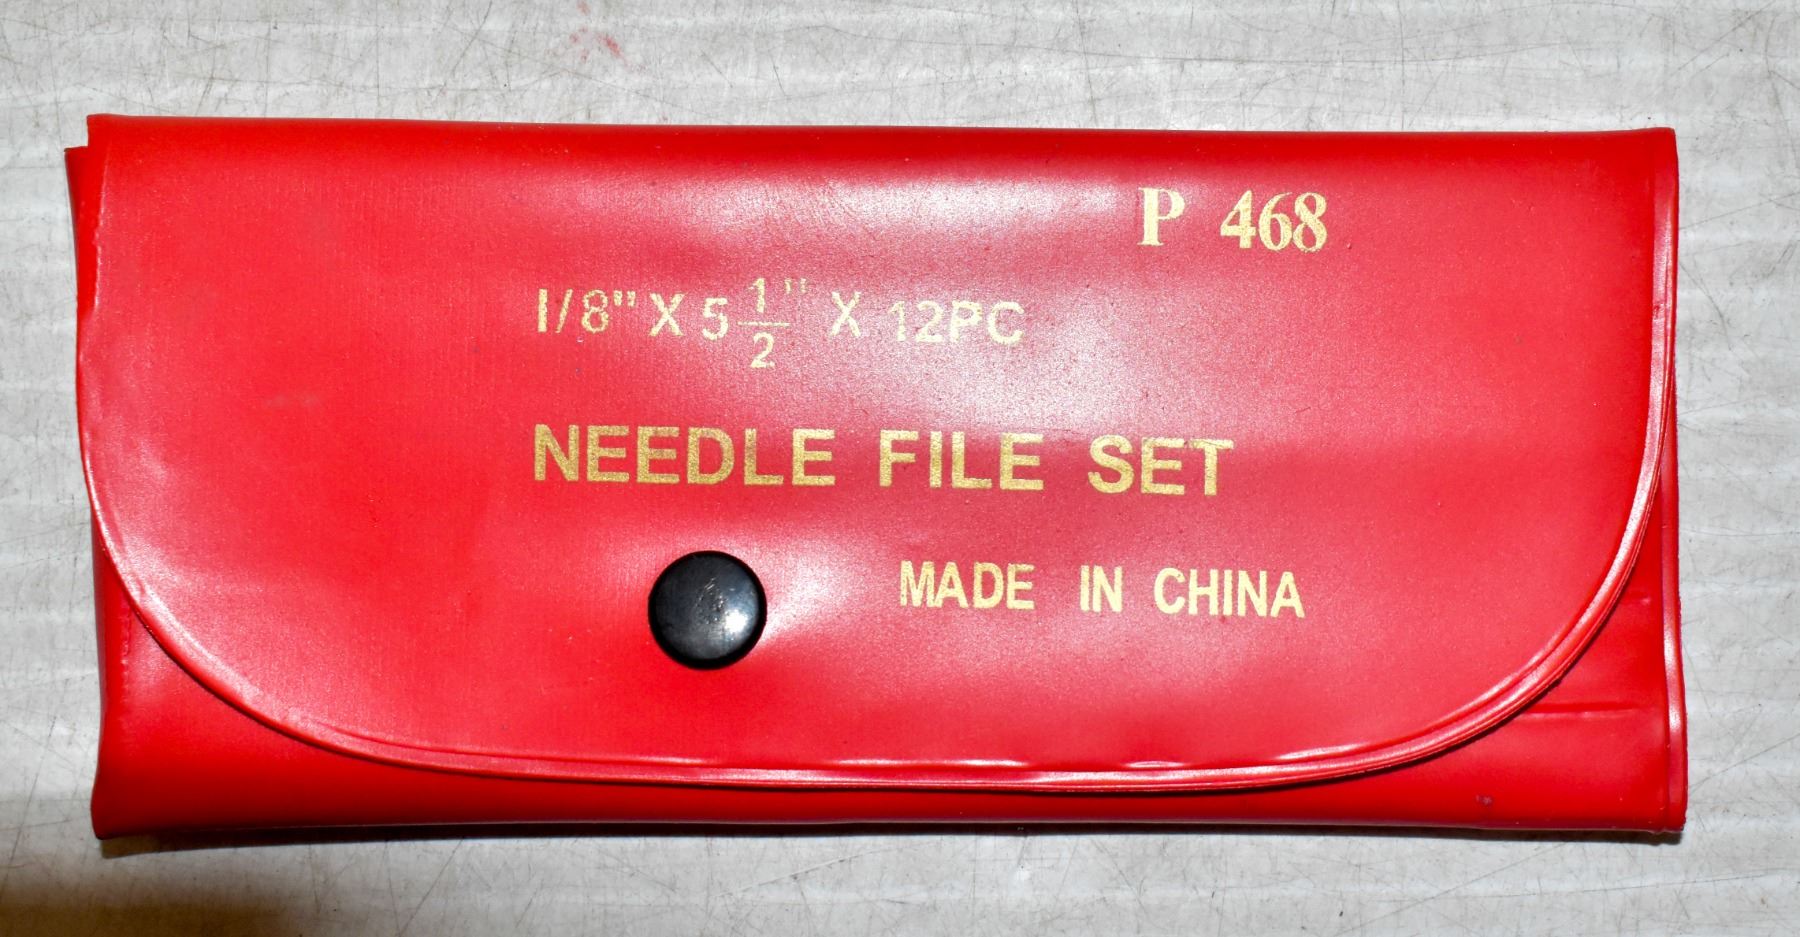 P 468
1/8" X 5 1/2" X 12PC
NEEDLE FILE SET
MADE IN CHINA